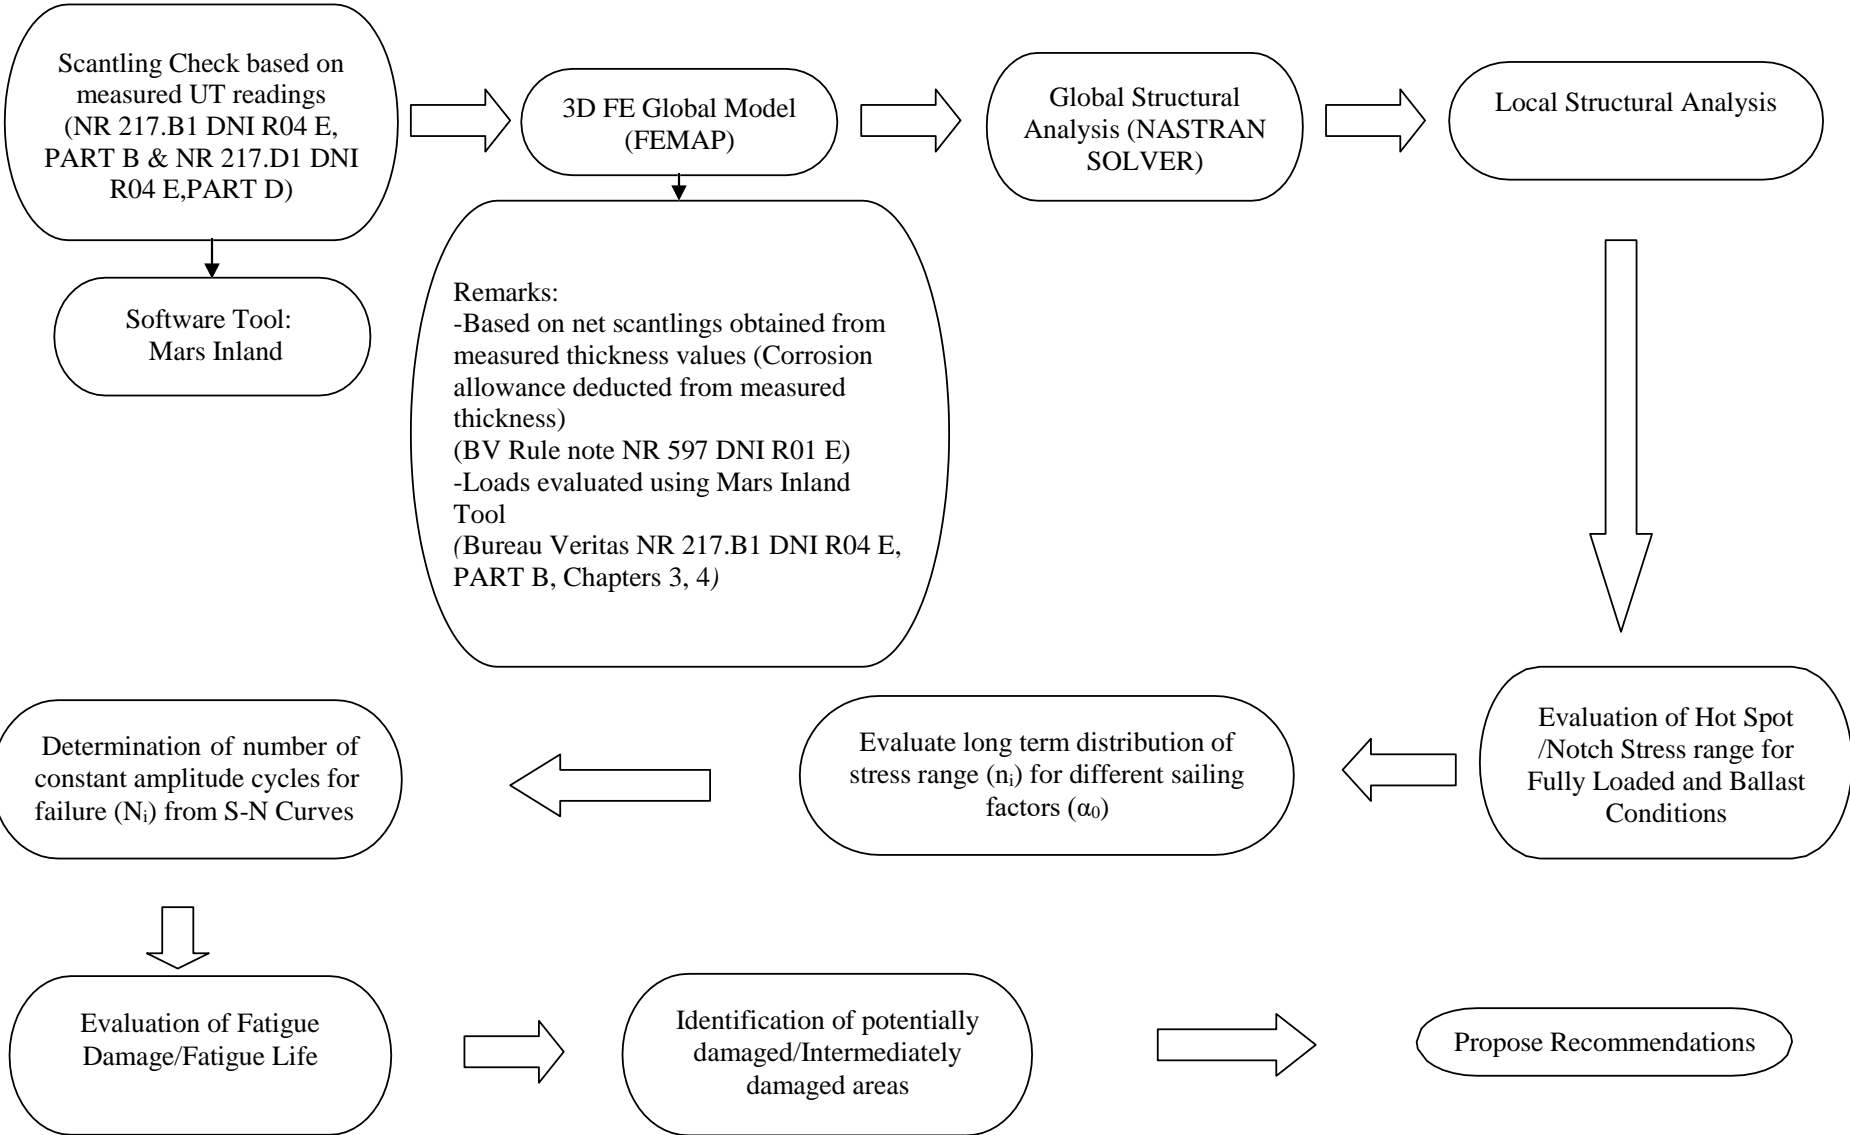 Scantling Check based on
measured UT readings
(NR 217.B1 DNI R04 E,
PART B & NR 217.D1 DNI
R04 E,PART D)
3D FE Global Model
(FEMAP)
Global Structural
Analysis (NASTRAN
SOLVER)
Local Structural Analysis
Software Tool:
Mars Inland
Remarks:
-Based on net scantlings obtained from
measured thickness values (Corrosion
allowance deducted from measured
thickness)
(BV Rule note NR 597 DNI R01 E)
-Loads evaluated using Mars Inland
Tool
(Bureau Veritas NR 217.B1 DNI R04 E,
PART B, Chapters 3, 4)
Evaluation of Hot Spot
/Notch Stress range for
Fully Loaded and Ballast
Conditions
Evaluate long term distribution of
stress range (nᵢ) for different sailing
factors (α₀)
Determination of number of
constant amplitude cycles for
failure (Nᵢ) from S-N Curves
Evaluation of Fatigue
Damage/Fatigue Life
Identification of potentially
damaged/Intermediately
damaged areas
Propose Recommendations